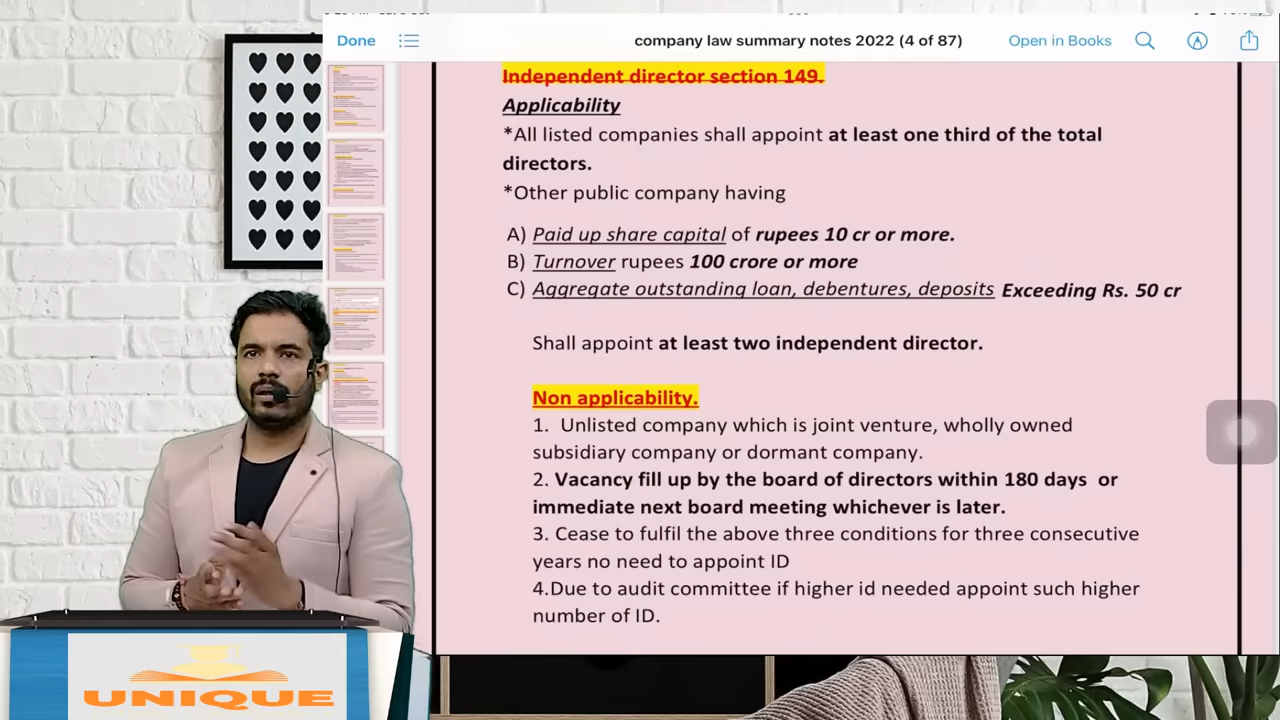 Done
company law summary notes 2022 (4 of 87)
Open in Books
Independent director section 149.
Applicability
*All listed companies shall appoint at least one third of the total
directors.
*Other public company having
A) Paid up share capital of rupees 10 cr or more.
B) Turnover rupees 100 crore or more
C) Aggregate outstanding loan, debentures, deposits Exceeding Rs. 50 cr
Shall appoint at least two independent director.
Non applicability.
1. Unlisted company which is joint venture, wholly owned
subsidiary company or dormant company.
2. Vacancy fill up by the board of directors within 180 days or
immediate next board meeting whichever is later.
3. Cease to fulfil the above three conditions for three consecutive
years no need to appoint ID
4.Due to audit committee if higher id needed appoint such higher
number of ID.
UNIQUE